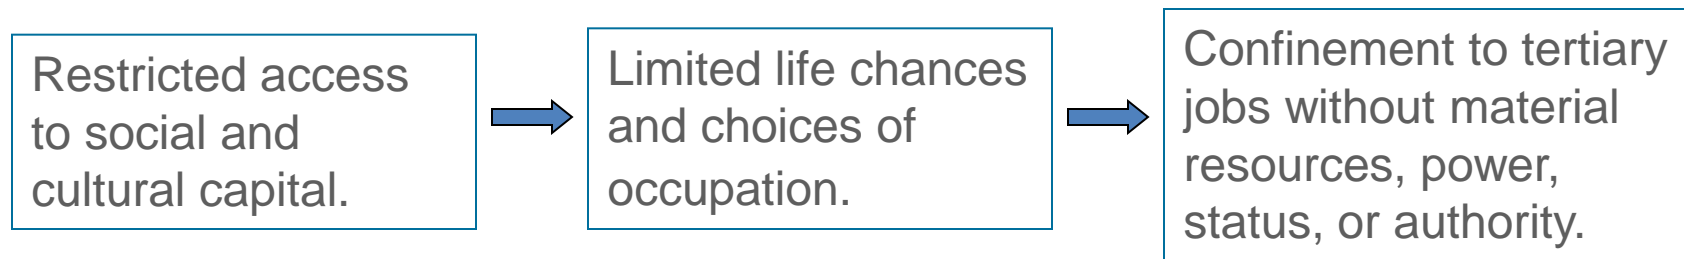 Restricted access
to social and
cultural capital.
Limited life chances
and choices of
occupation.
Confinement to tertiary
jobs without material
resources, power,
status, or authority.